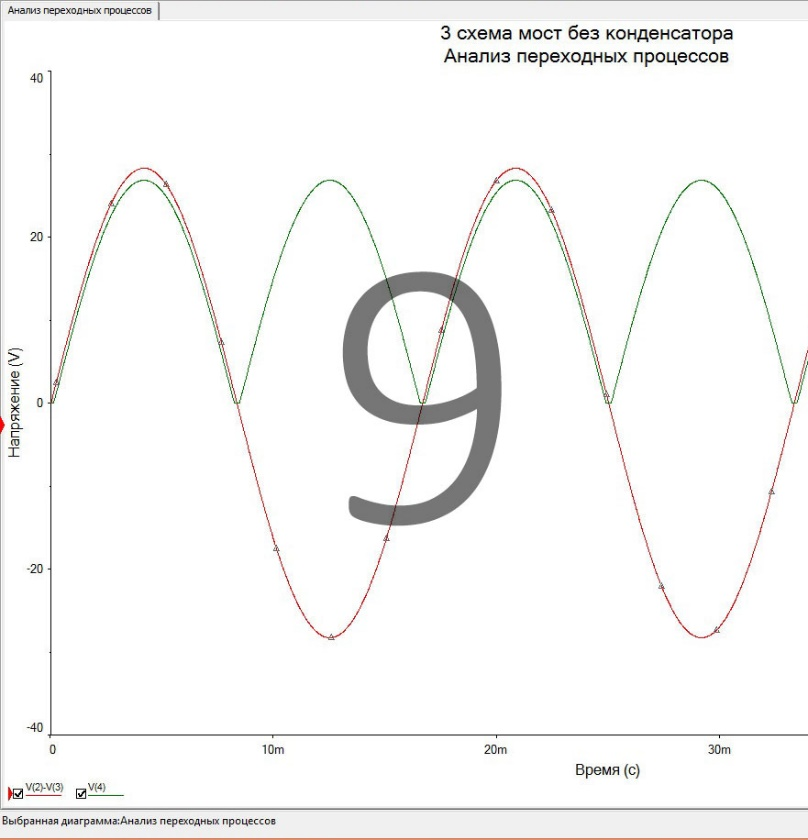 Анализ переходных процессов
3 схема мост без конденсатора
Анализ переходных процессов
40
20
0
-20
-40
Напряжение (V)
9
0 10m 20m 30m
Время (с)
V(2)-V(3) V(4)
Выбранная диаграмма:Анализ переходных процессов